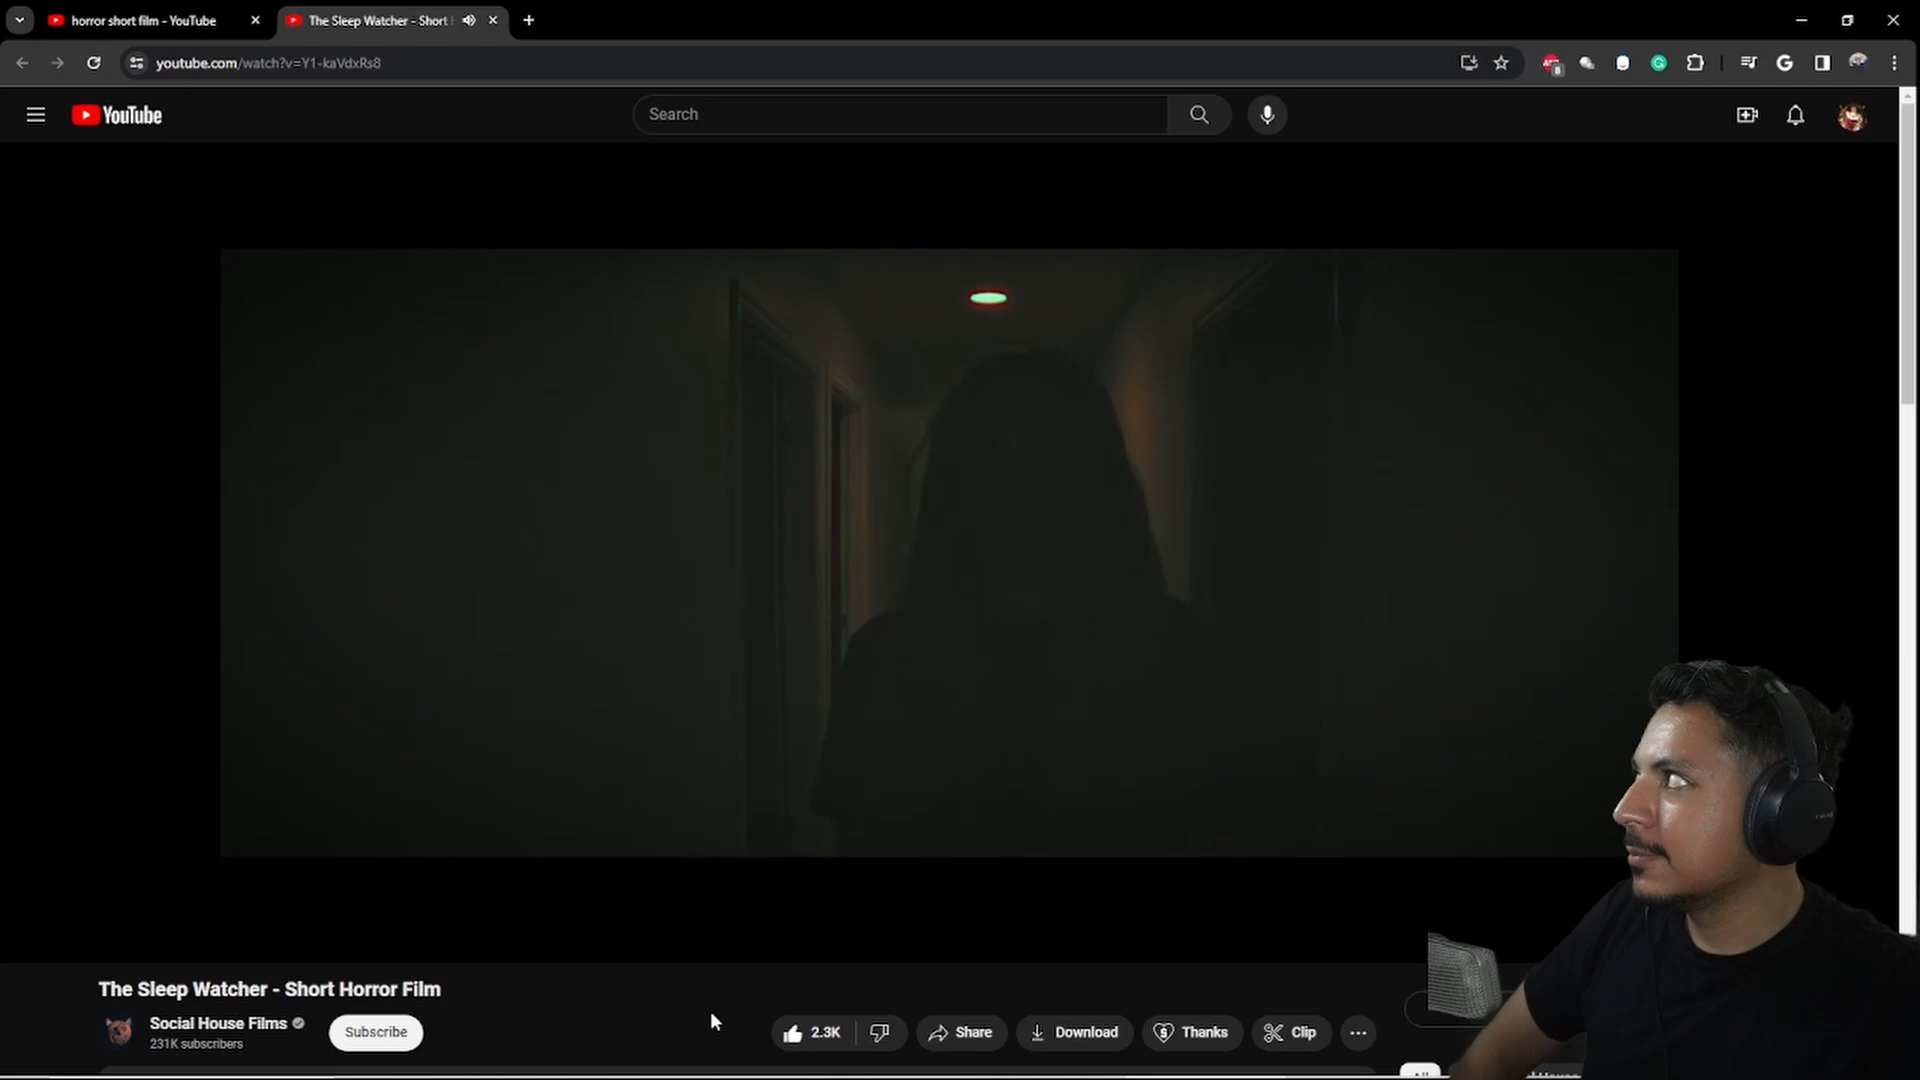 horror short film - YouTube
The Sleep Watcher - Short
youtube.com/watch?v=Y1-kaVdxRs8
YouTube
Search
The Sleep Watcher - Short Horror Film
Social House Films
231K subscribers
Subscribe
2.3K
Share
Download
Thanks
Clip